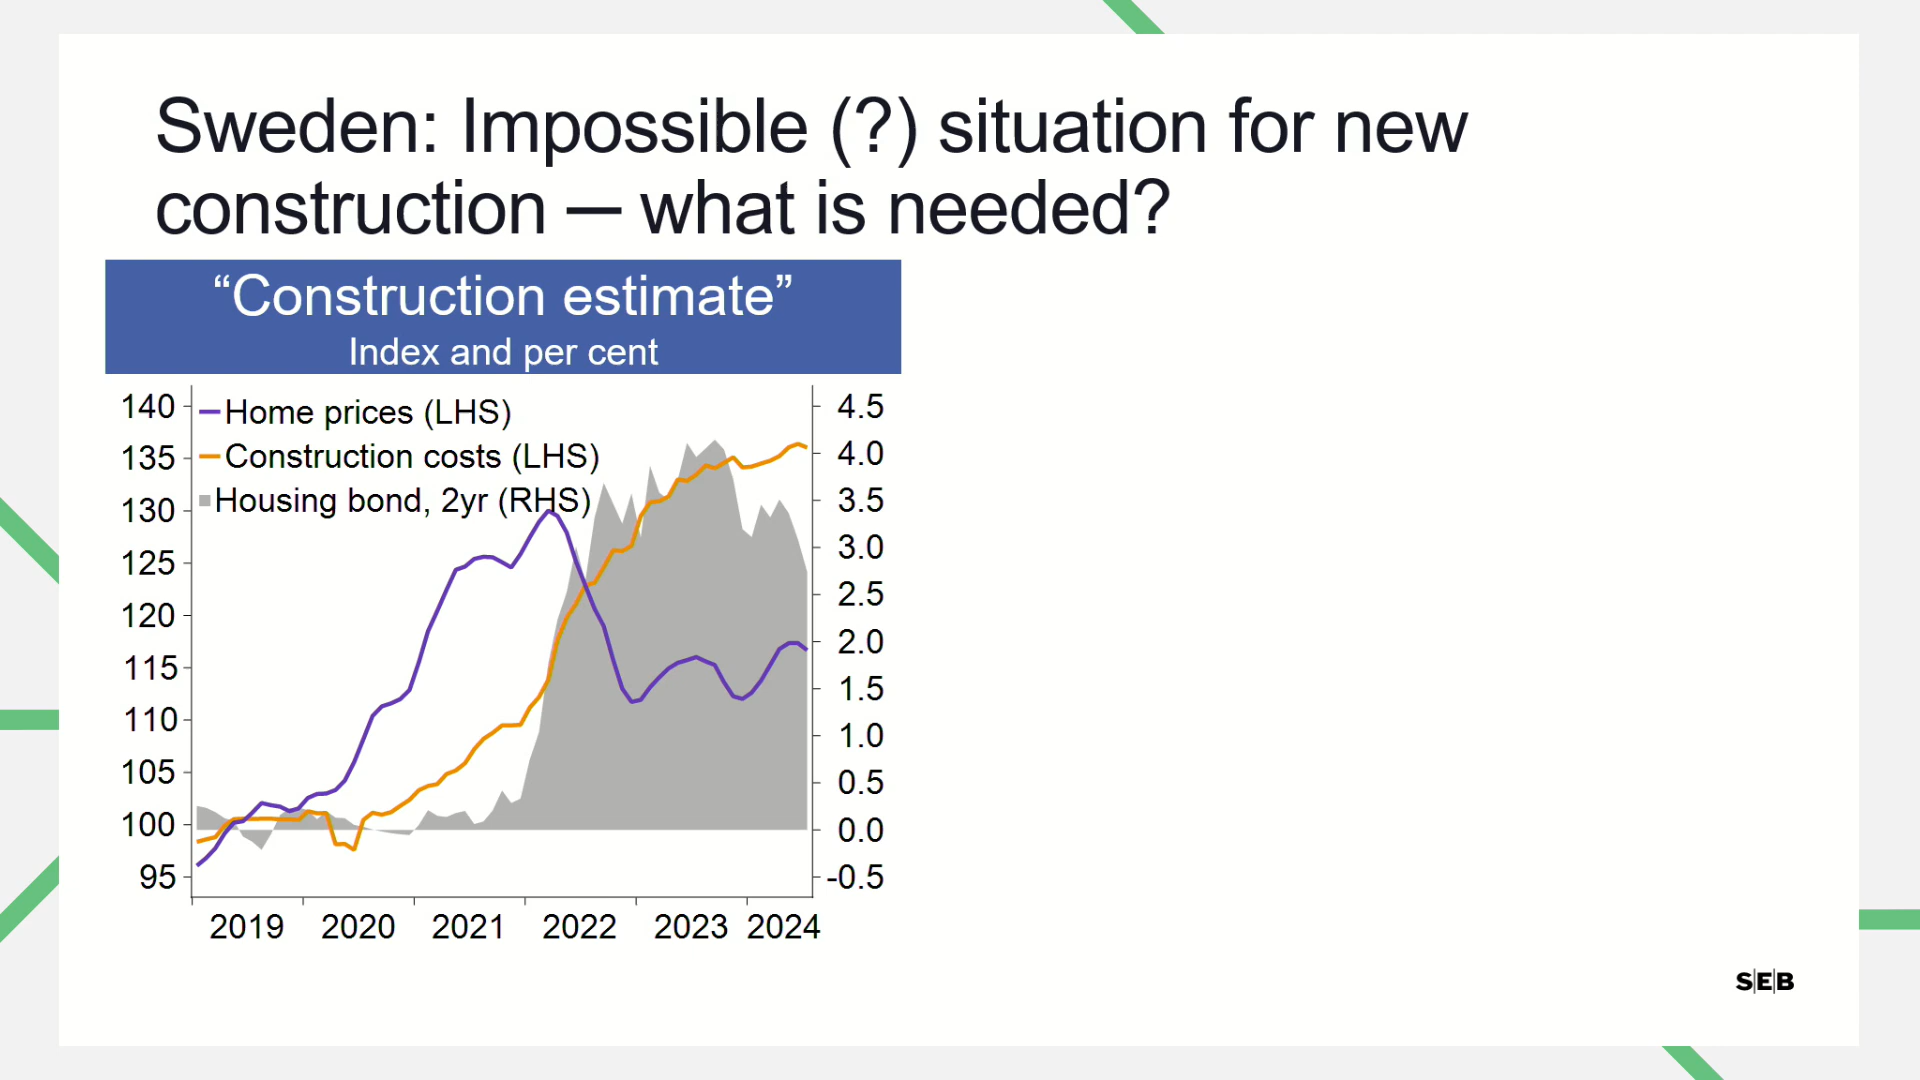 Sweden: Impossible (?) situation for new
construction — what is needed?
“Construction estimate”
Index and per cent
Home prices (LHS)
Construction costs (LHS)
Housing bond, 2yr (RHS)
140
135
130
125
120
115
110
105
100
95
4.5
4.0
3.5
3.0
2.5
2.0
1.5
1.0
0.5
0.0
-0.5
2019 2020 2021 2022 2023 2024
S|E|B